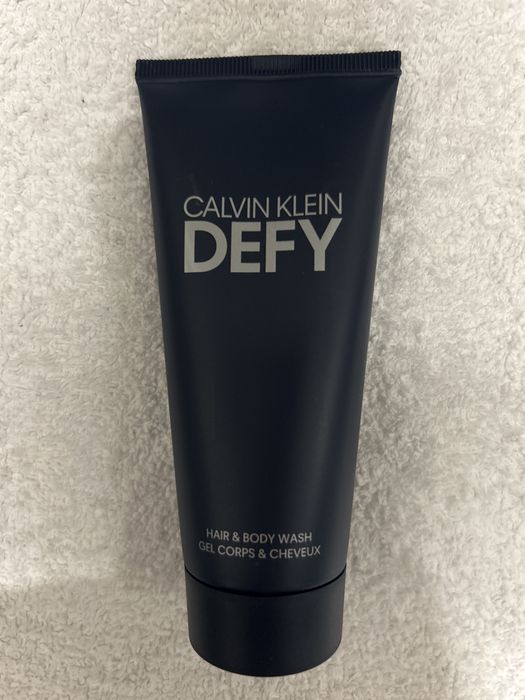 CALVIN KLEIN
DEFY
HAIR & BODY WASH
GEL CORPS & CHEVEUX